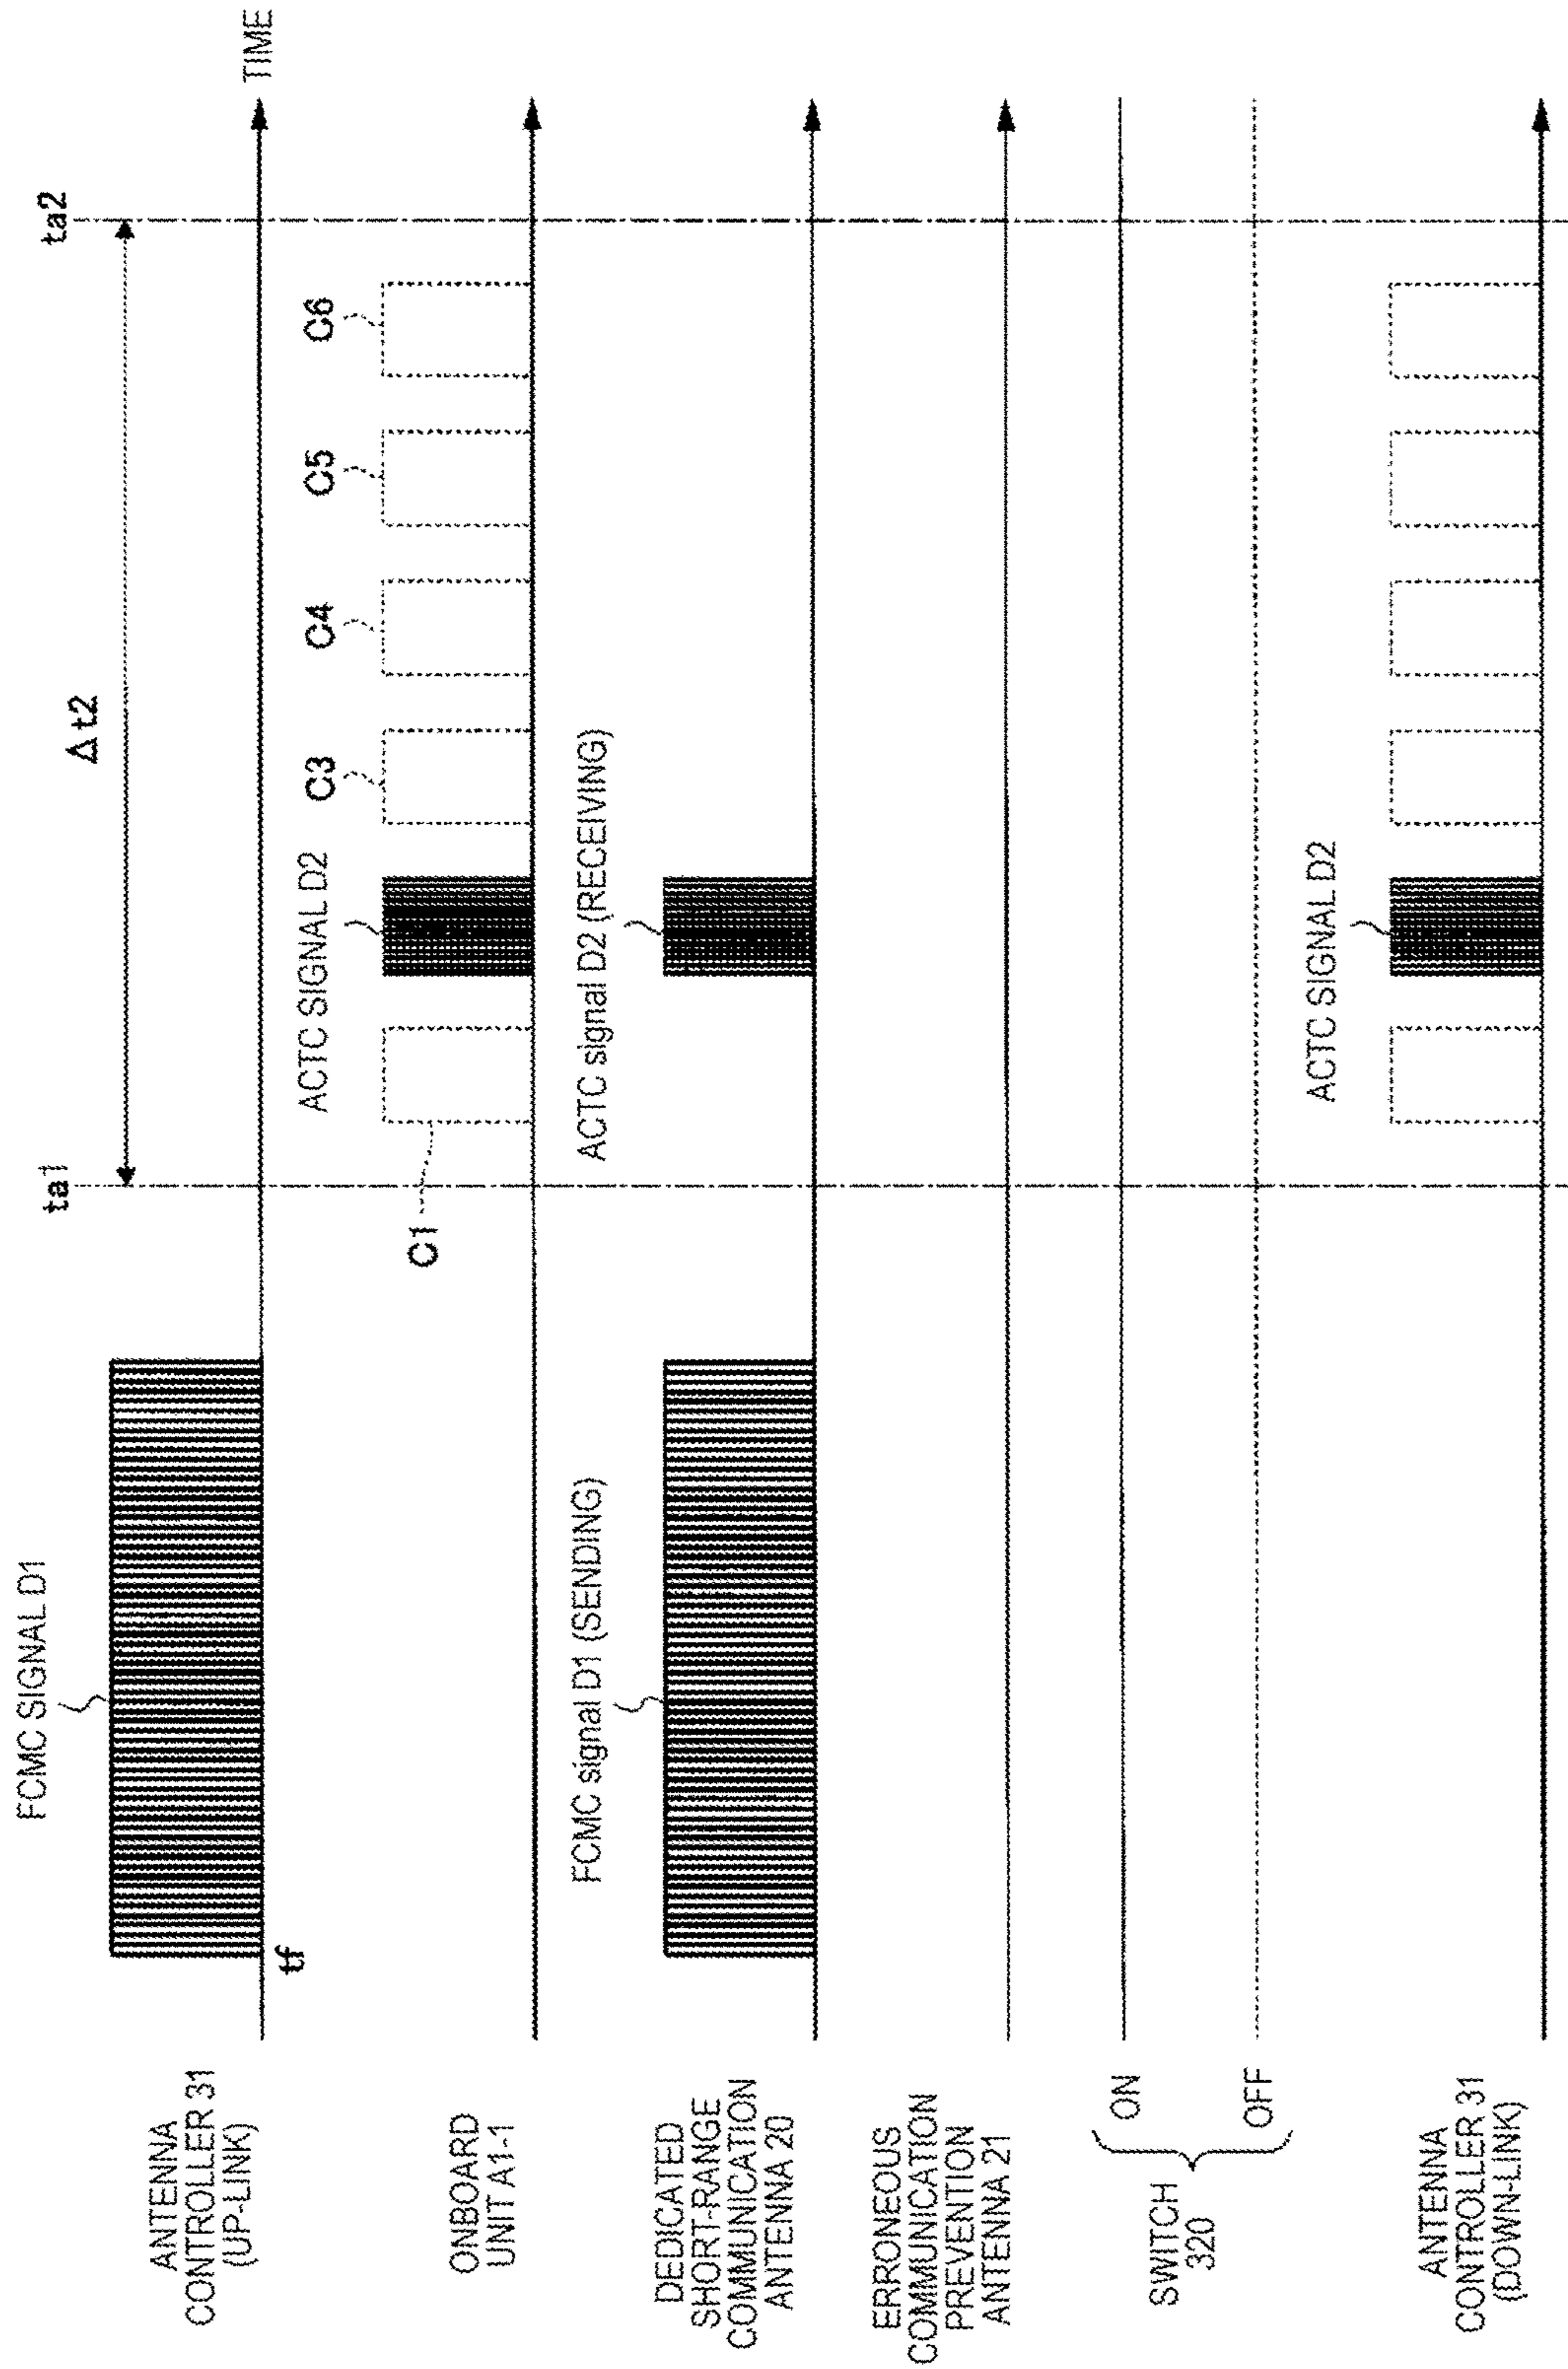 FCMC SIGNAL D1
ta1
Δt2
ta2
TIME
ANTENNA
CONTROLLER 31
(UP-LINK)
tf
ACTC SIGNAL D2
C1
C3
C4
C5
C6
ONBOARD
UNIT A1-1
FCMC signal D1 (SENDING)
ACTC signal D2 (RECEIVING)
DEDICATED
SHORT-RANGE
COMMUNICATION
ANTENNA 20
ERRONEOUS
COMMUNICATION
PREVENTION
ANTENNA 21
SWITCH
320
ON
OFF
ACTC SIGNAL D2
ANTENNA
CONTROLLER 31
(DOWN-LINK)